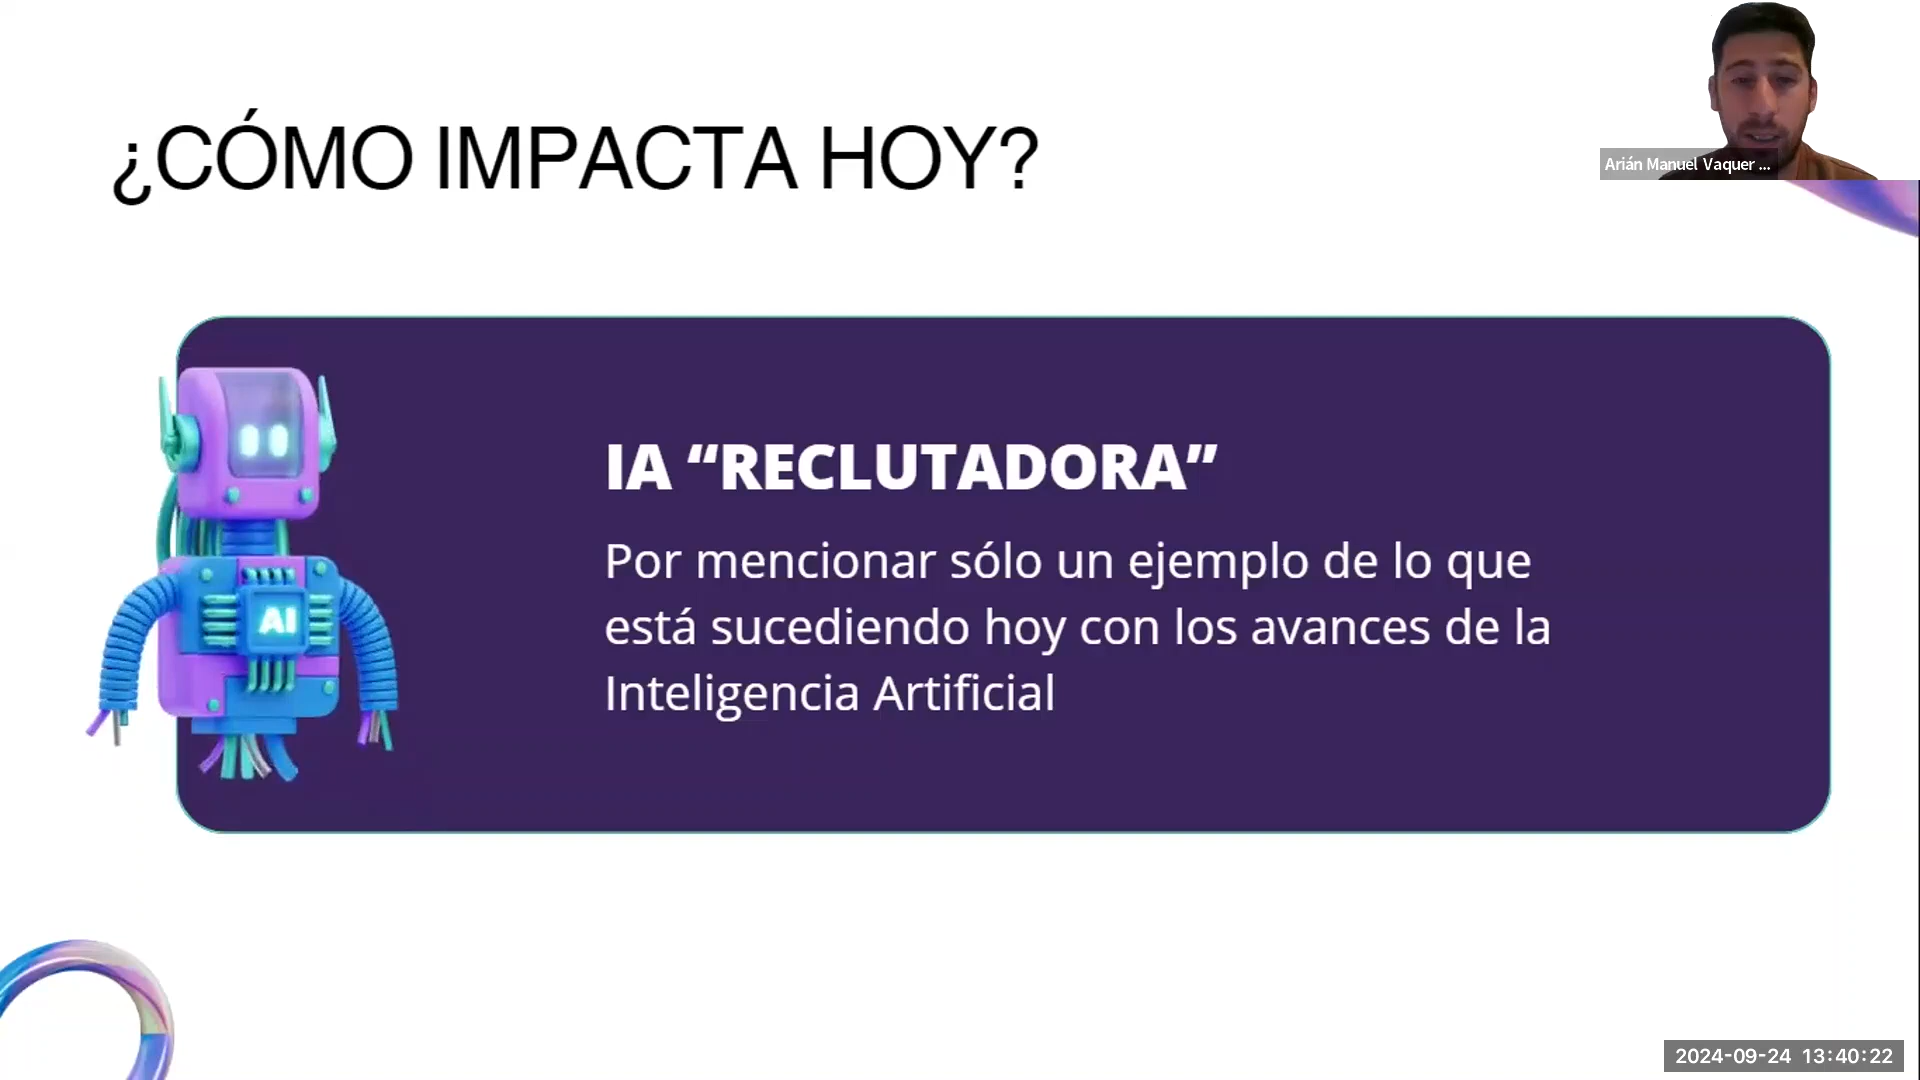 ¿CÓMO IMPACTA HOY?
Arián Manuel Vaquer ...
IA “RECLUTADORA”
Por mencionar sólo un ejemplo de lo que
está sucediendo hoy con los avances de la
Inteligencia Artificial
AI
2024-09-24 13:40:22